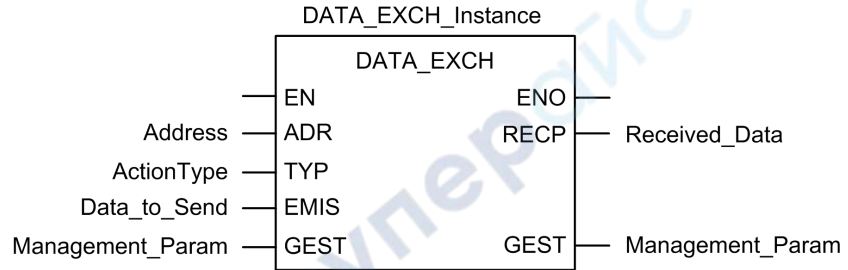 DATA_EXCH_Instance
DATA_EXCH
EN ENO
Address ADR RECP Received_Data
ActionType TYP
Data_to_Send EMIS
Management_Param GEST GEST Management_Param